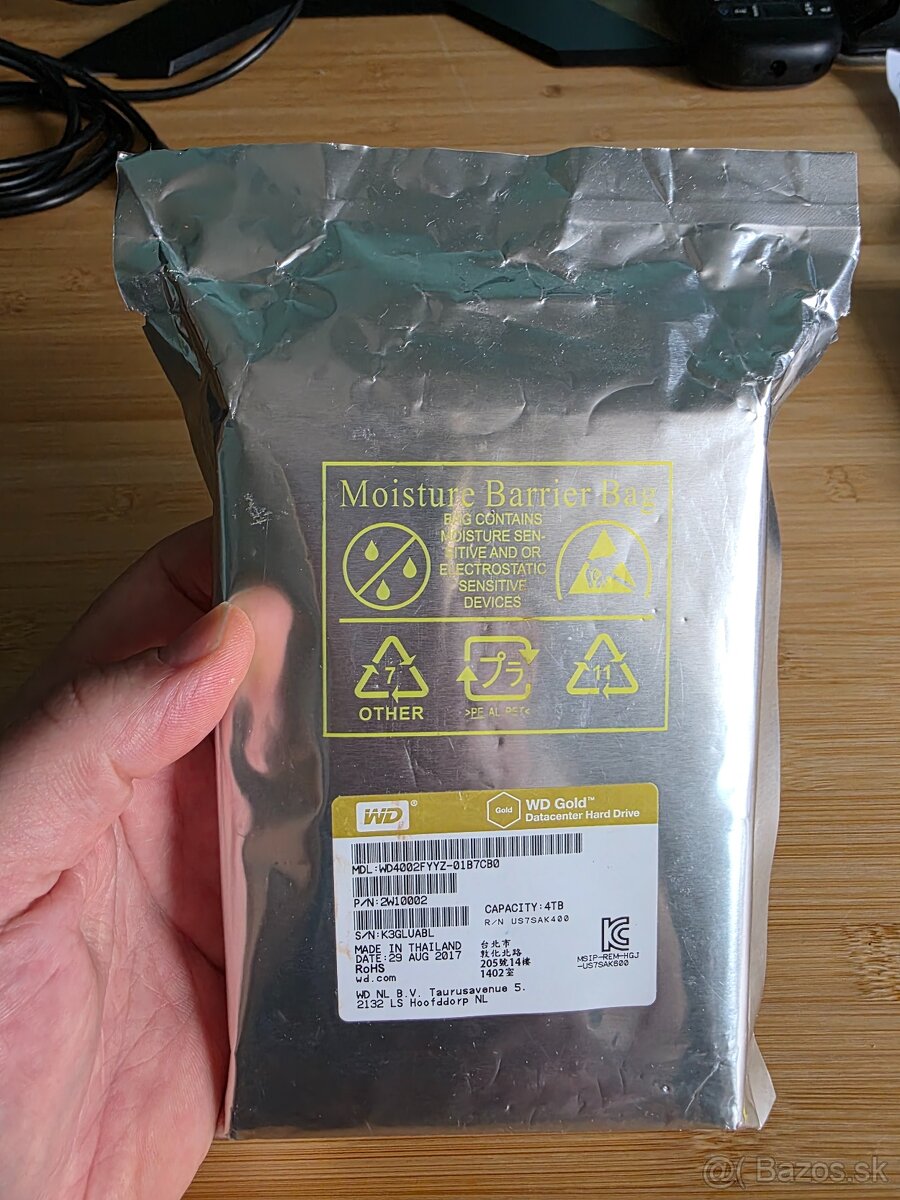 Moisture Barrier Bag
BAG CONTAINS
MOISTURE SEN-
SITIVE AND OR
ELECTROSTATIC
SENSITIVE
DEVICES
7
プラ
11
OTHER
>PE AL PET<
WD®
Gold
WD Gold™
Datacenter Hard Drive
MDL:WD4002FYYZ-01B7CB0
P/N:2W10002
CAPACITY:4TB
R/N US7SAK400
S/N:K3GLUABL
MADE IN THAILAND
DATE:29 AUG 2017
RoHS
wd.com
台北市
敦化北路
205號14樓
1402室
MSIP-REM-HGJ
-US7SAK600
WD NL B.V. Taurusavenue 5.
2132 LS Hoofddorp NL
Bazos.sk